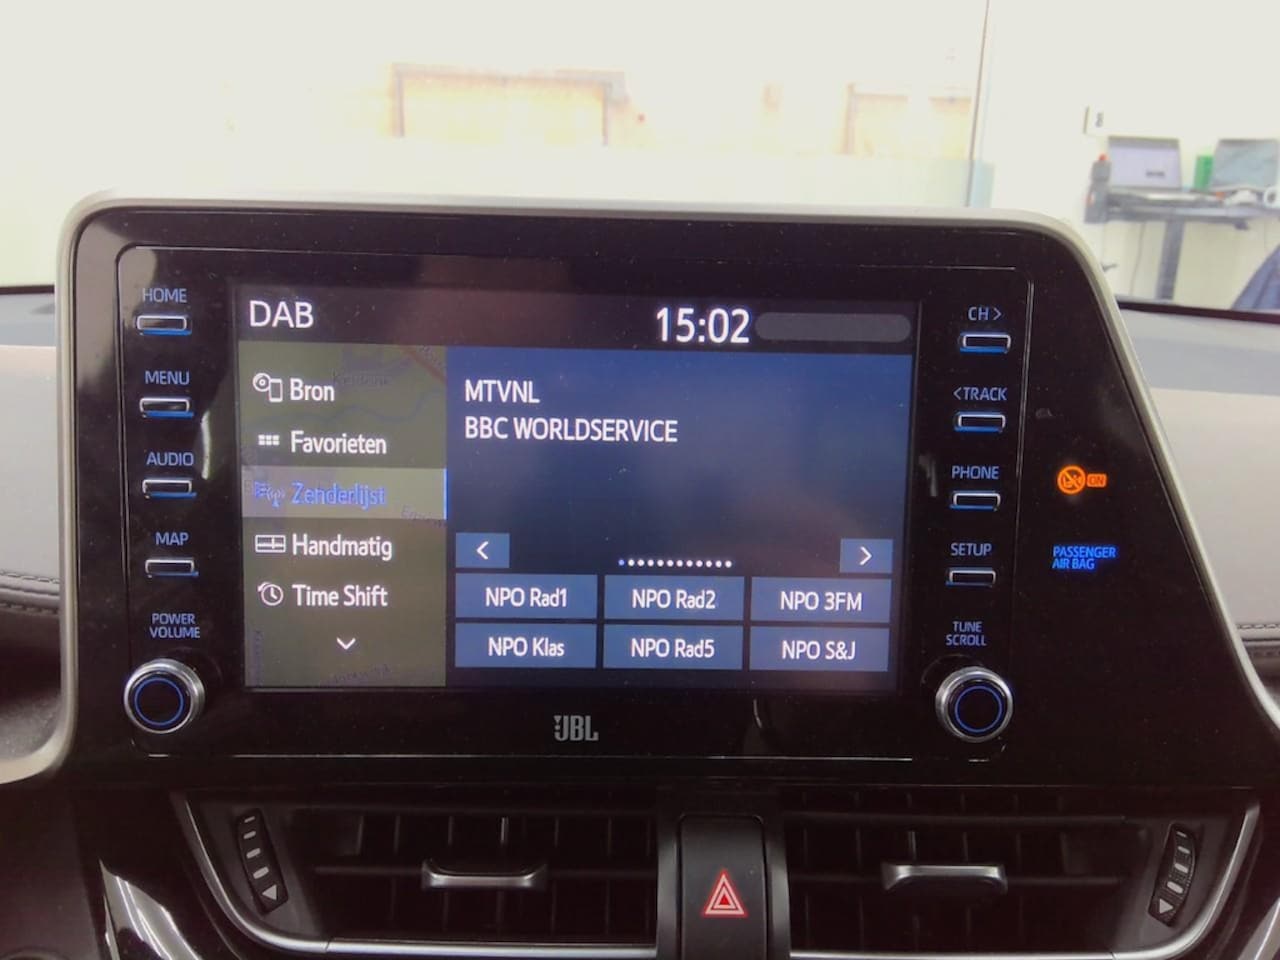 HOME
MENU
AUDIO
MAP
POWER
VOLUME
DAB
15:02
Bron
Favorieten
Zenderlijst
Handmatig
Time Shift
MTVNL
BBC WORLDSERVICE
<
>
NPO Rad1
NPO Rad2
NPO 3FM
NPO Klas
NPO Rad5
NPO S&J
JBL
CH >
<TRACK
PHONE
SETUP
TUNE
SCROLL
ON
PASSENGER
AIR BAG